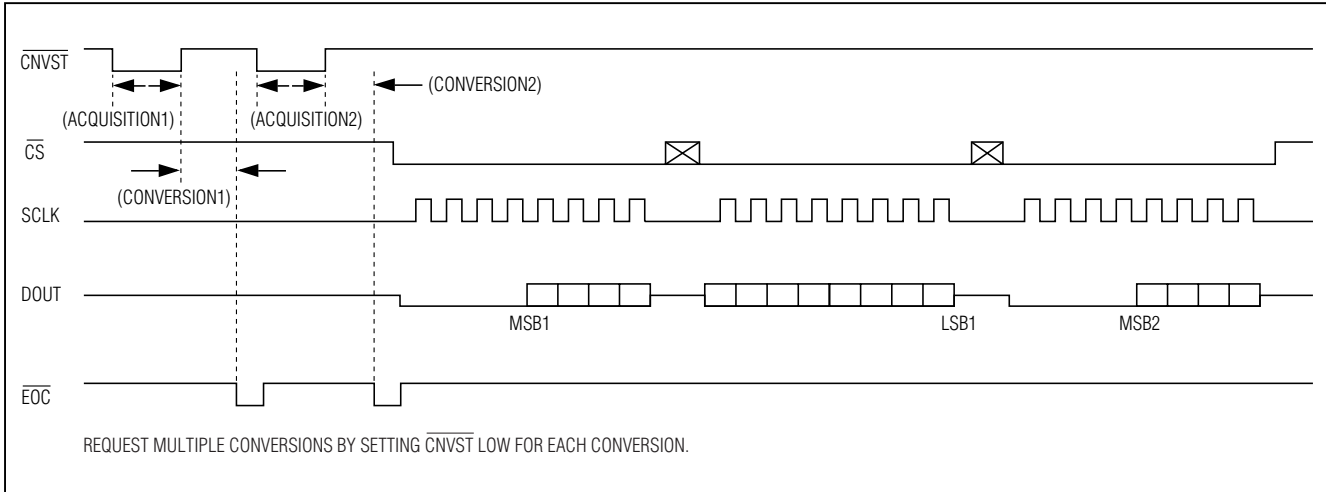 CNVST
(CONVERSION2)
(ACQUISITION1)
(ACQUISITION2)
CS
(CONVERSION1)
SCLK
DOUT
MSB1
LSB1
MSB2
EOC
REQUEST MULTIPLE CONVERSIONS BY SETTING CNVST LOW FOR EACH CONVERSION.